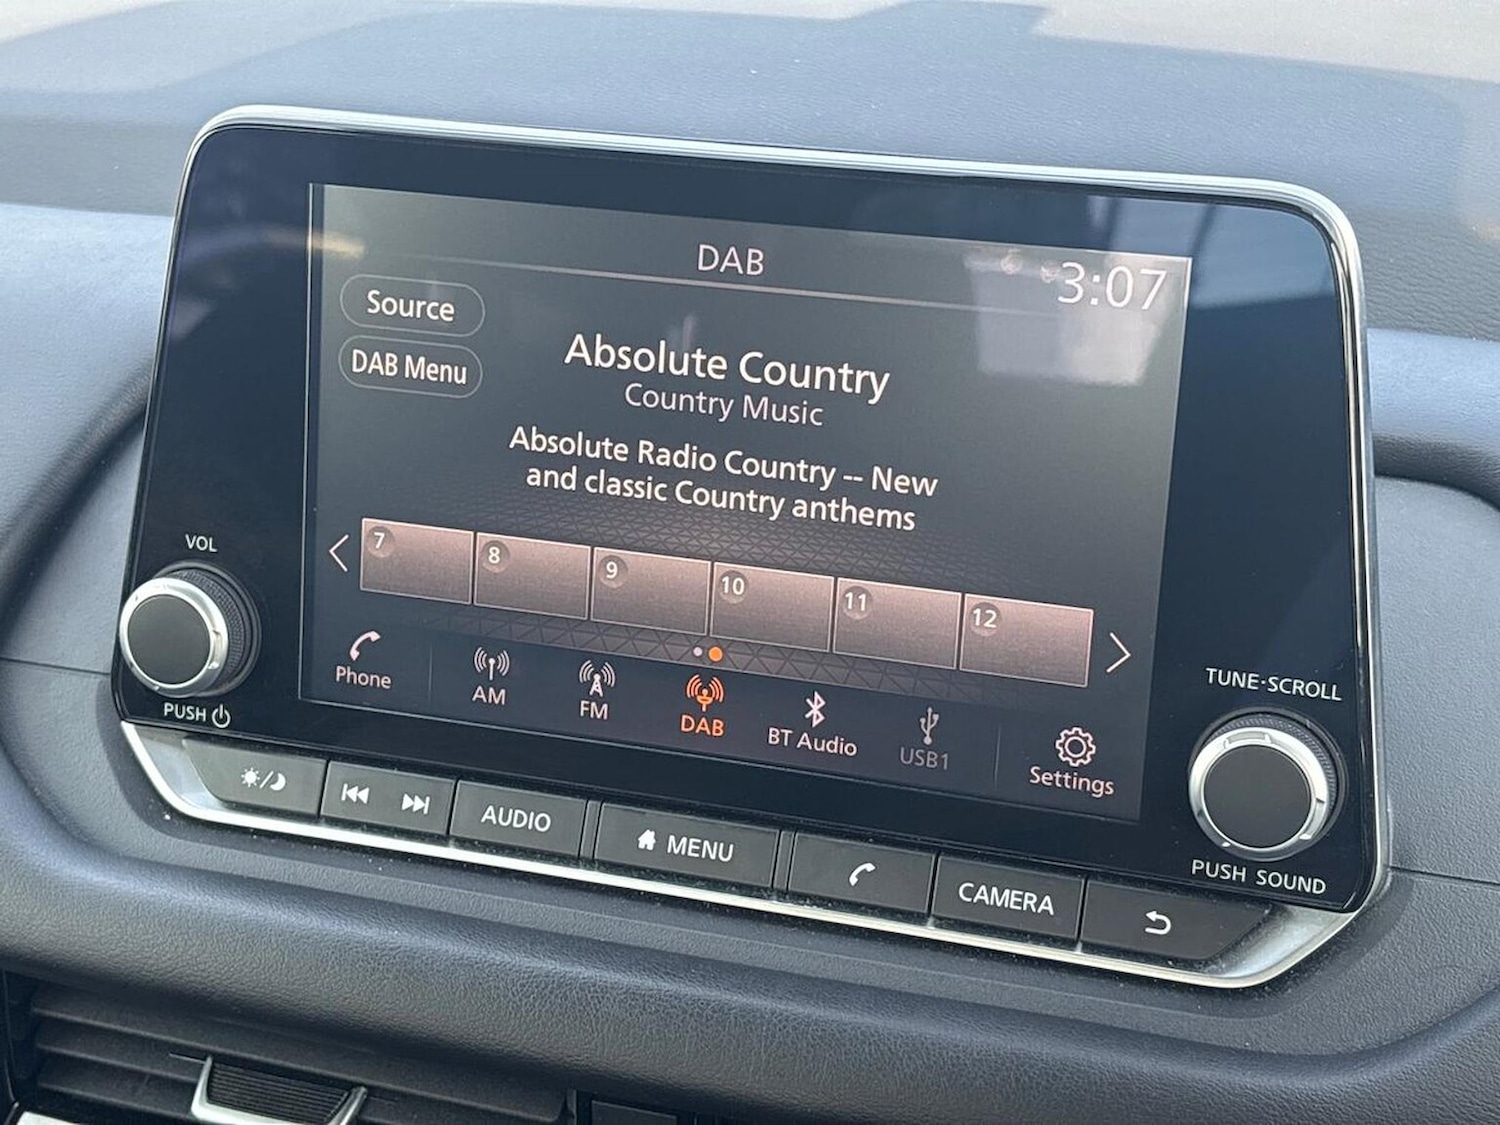 DAB
3:07
Source
DAB Menu
Absolute Country
Country Music
Absolute Radio Country -- New
and classic Country anthems
7 8 9 10 11 12
Phone AM FM DAB BT Audio USB1 Settings
VOL
PUSH
TUNE·SCROLL
PUSH SOUND
AUDIO MENU CAMERA